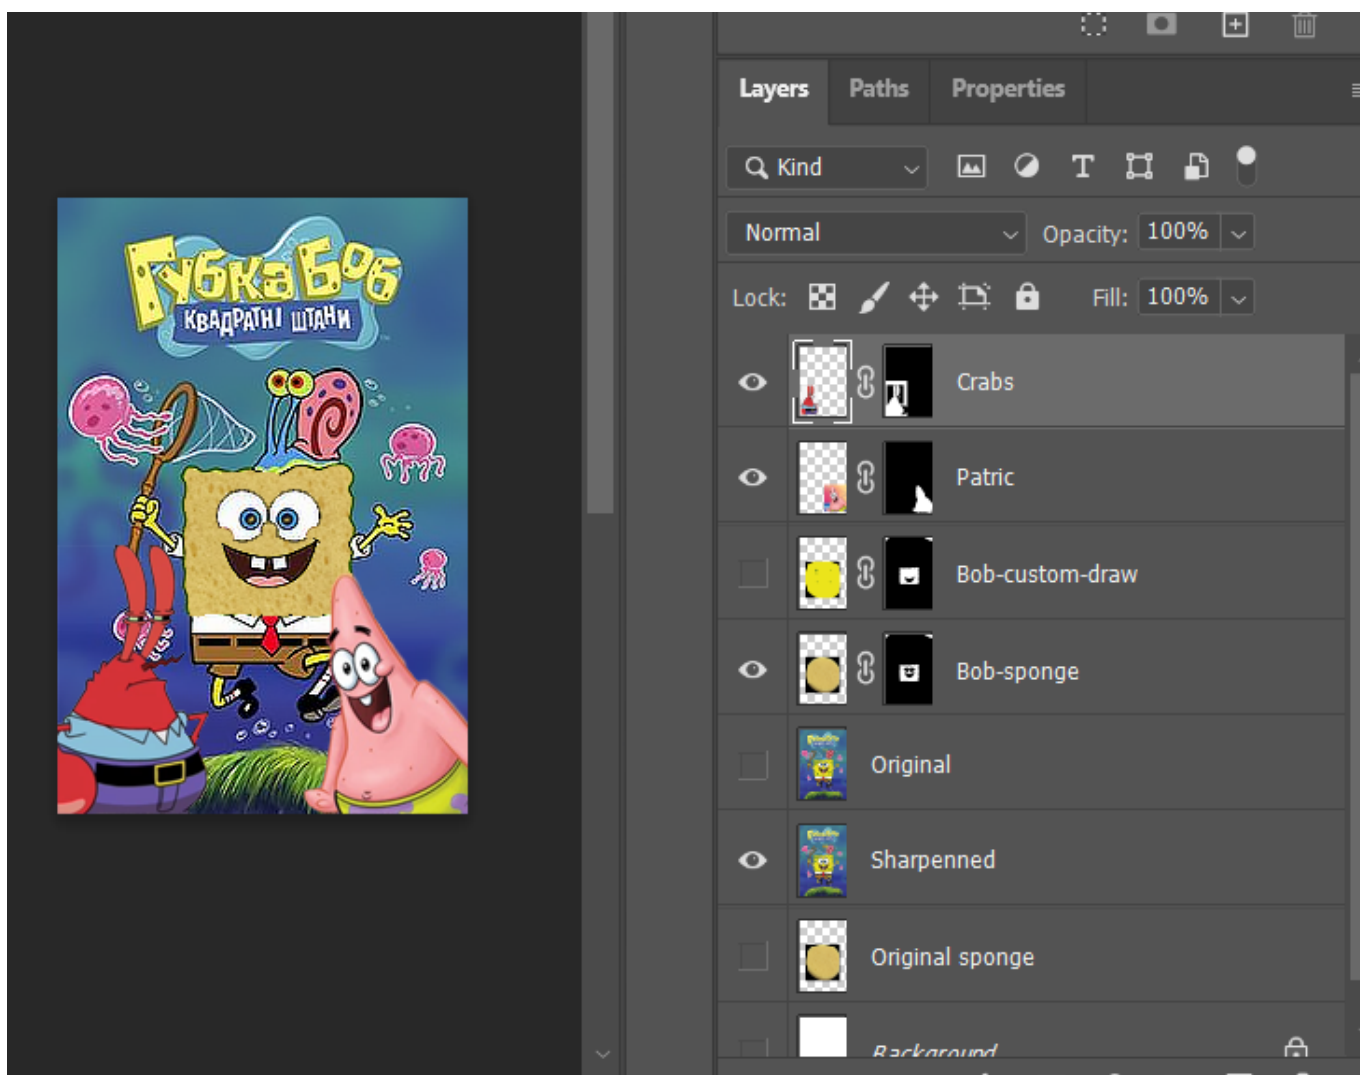 Layers Paths Properties
Kind
Normal Opacity: 100%
Lock: Fill: 100%
Губка Боб
КВАДРАТНІ ШТАНИ
Crabs
Patric
Bob-custom-draw
Bob-sponge
Original
Sharpenned
Original sponge
Background